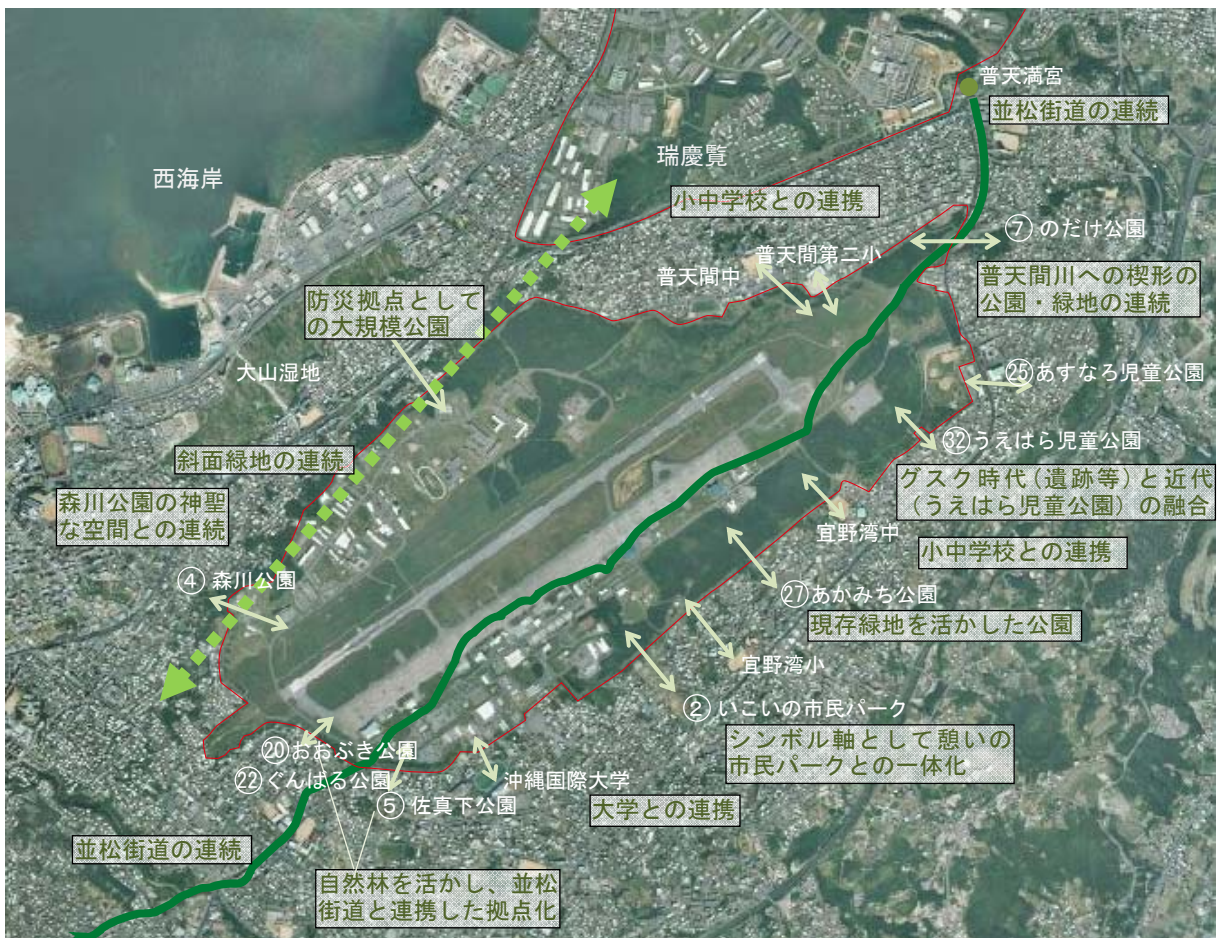 普天満宮
並松街道の連続
瑞慶覧
西海岸
小中学校との連携
⑦ のだけ公園
普天間第二小
普天間中
普天間川への楔形の
公園・緑地の連続
防災拠点として
の大規模公園
大山湿地
㉕あすなろ児童公園
㉜うえはら児童公園
斜面緑地の連続
グスク時代(遺跡等)と近代
(うえはら児童公園)の融合
森川公園の神聖
な空間との連続
宜野湾中
小中学校との連携
④ 森川公園
㉗あかみち公園
現存緑地を活かした公園
宜野湾小
② いこいの市民パーク
シンボル軸として憩いの
市民パークとの一体化
⑳おおぶき公園
㉒ぐんはる公園
沖縄国際大学
⑤ 佐真下公園
大学との連携
並松街道の連続
自然林を活かし、並松
街道と連携した拠点化